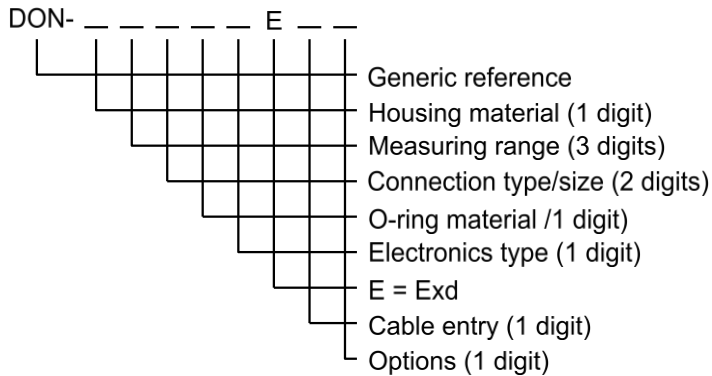 DON- _ _ _ _ _ E _ _
Generic reference
Housing material (1 digit)
Measuring range (3 digits)
Connection type/size (2 digits)
O-ring material /1 digit)
Electronics type (1 digit)
E = Exd
Cable entry (1 digit)
Options (1 digit)